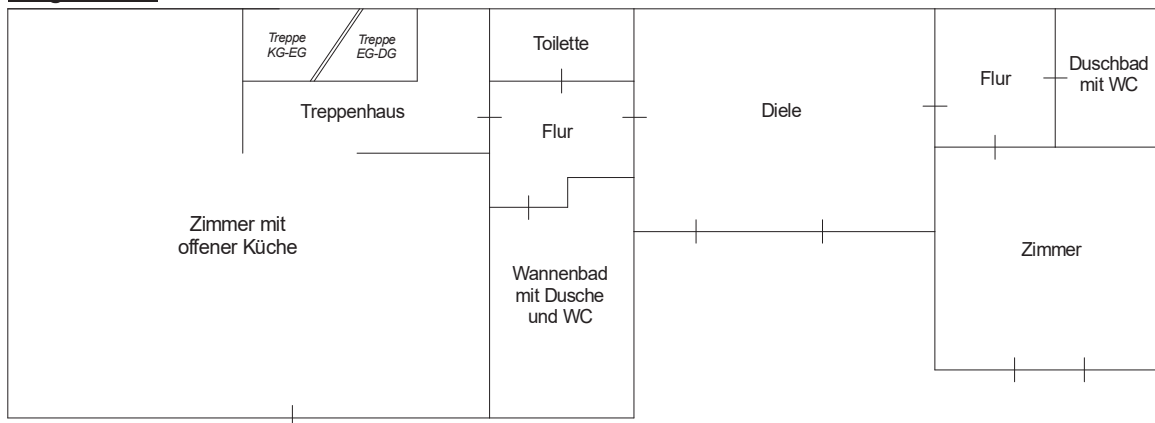 Treppe
KG-EG
Treppe
EG-DG
Toilette
Flur
Duschbad
mit WC
Treppenhaus
Flur
Diele
Zimmer mit
offener Küche
Wannenbad
mit Dusche
und WC
Zimmer